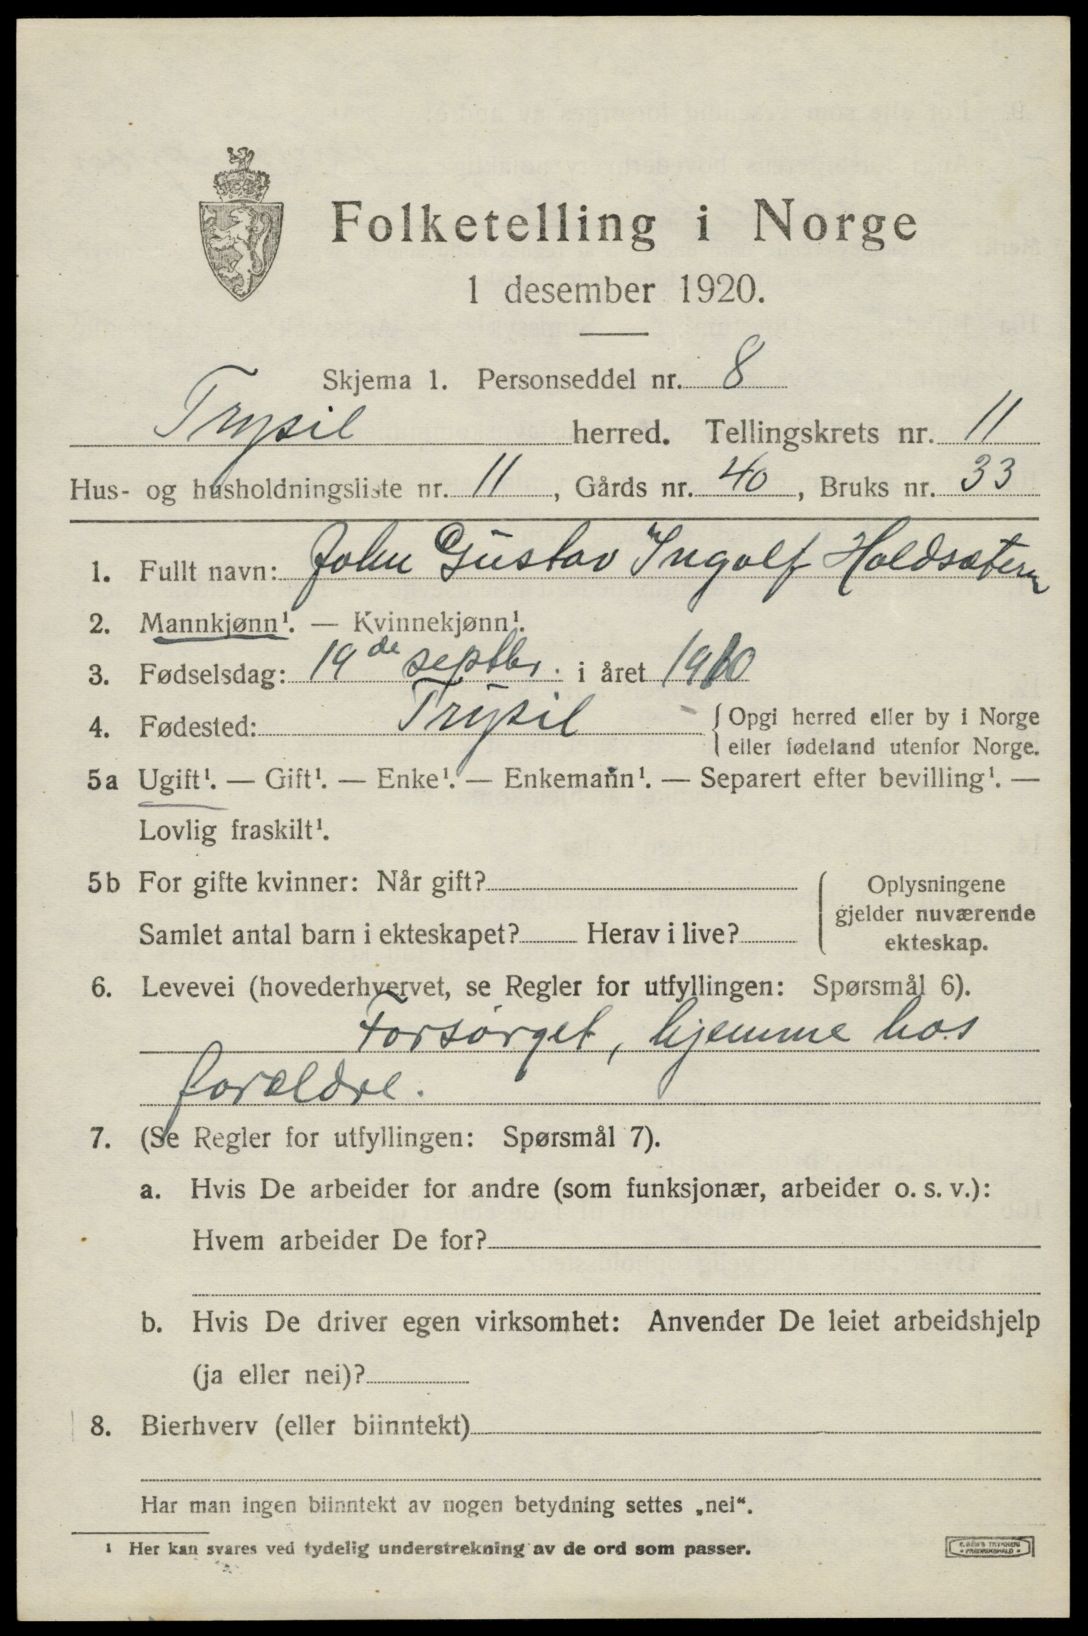 Folketelling i Norge
1 desember 1920.
Skjema 1. Personseddel nr. 8
Trysil herred. Tellingskrets nr. 11
Hus- og husholdningsliste nr. 11, Gårds nr. 40, Bruks nr. 33
1. Fullt navn: John Gustav Ingolf Holdsætern
2. Mannkjønn¹. — Kvinnekjønn¹.
3. Fødselsdag: 19de septbr. i året 1910
4. Fødested: Trysil { Opgi herred eller by i Norge
eller fødeland utenfor Norge.
5a Ugift¹. — Gift¹. — Enke¹. — Enkemann¹. — Separert efter bevilling¹. —
Lovlig fraskilt¹.
5b For gifte kvinner: Når gift?
Samlet antal barn i ekteskapet? Herav i live?
{ Oplysningene
gjelder nuværende
ekteskap.
6. Levevei (hovederhvervet, se Regler for utfyllingen: Spørsmål 6).
Forsørget, hjemme hos
forældre.
7. (Se Regler for utfyllingen: Spørsmål 7).
a. Hvis De arbeider for andre (som funksjonær, arbeider o. s. v.):
Hvem arbeider De for?
b. Hvis De driver egen virksomhet: Anvender De leiet arbeidshjelp
(ja eller nei)?
8. Bierhverv (eller biinntekt)
Har man ingen biinntekt av nogen betydning settes „nei“.
¹ Her kan svares ved tydelig understrekning av de ord som passer.